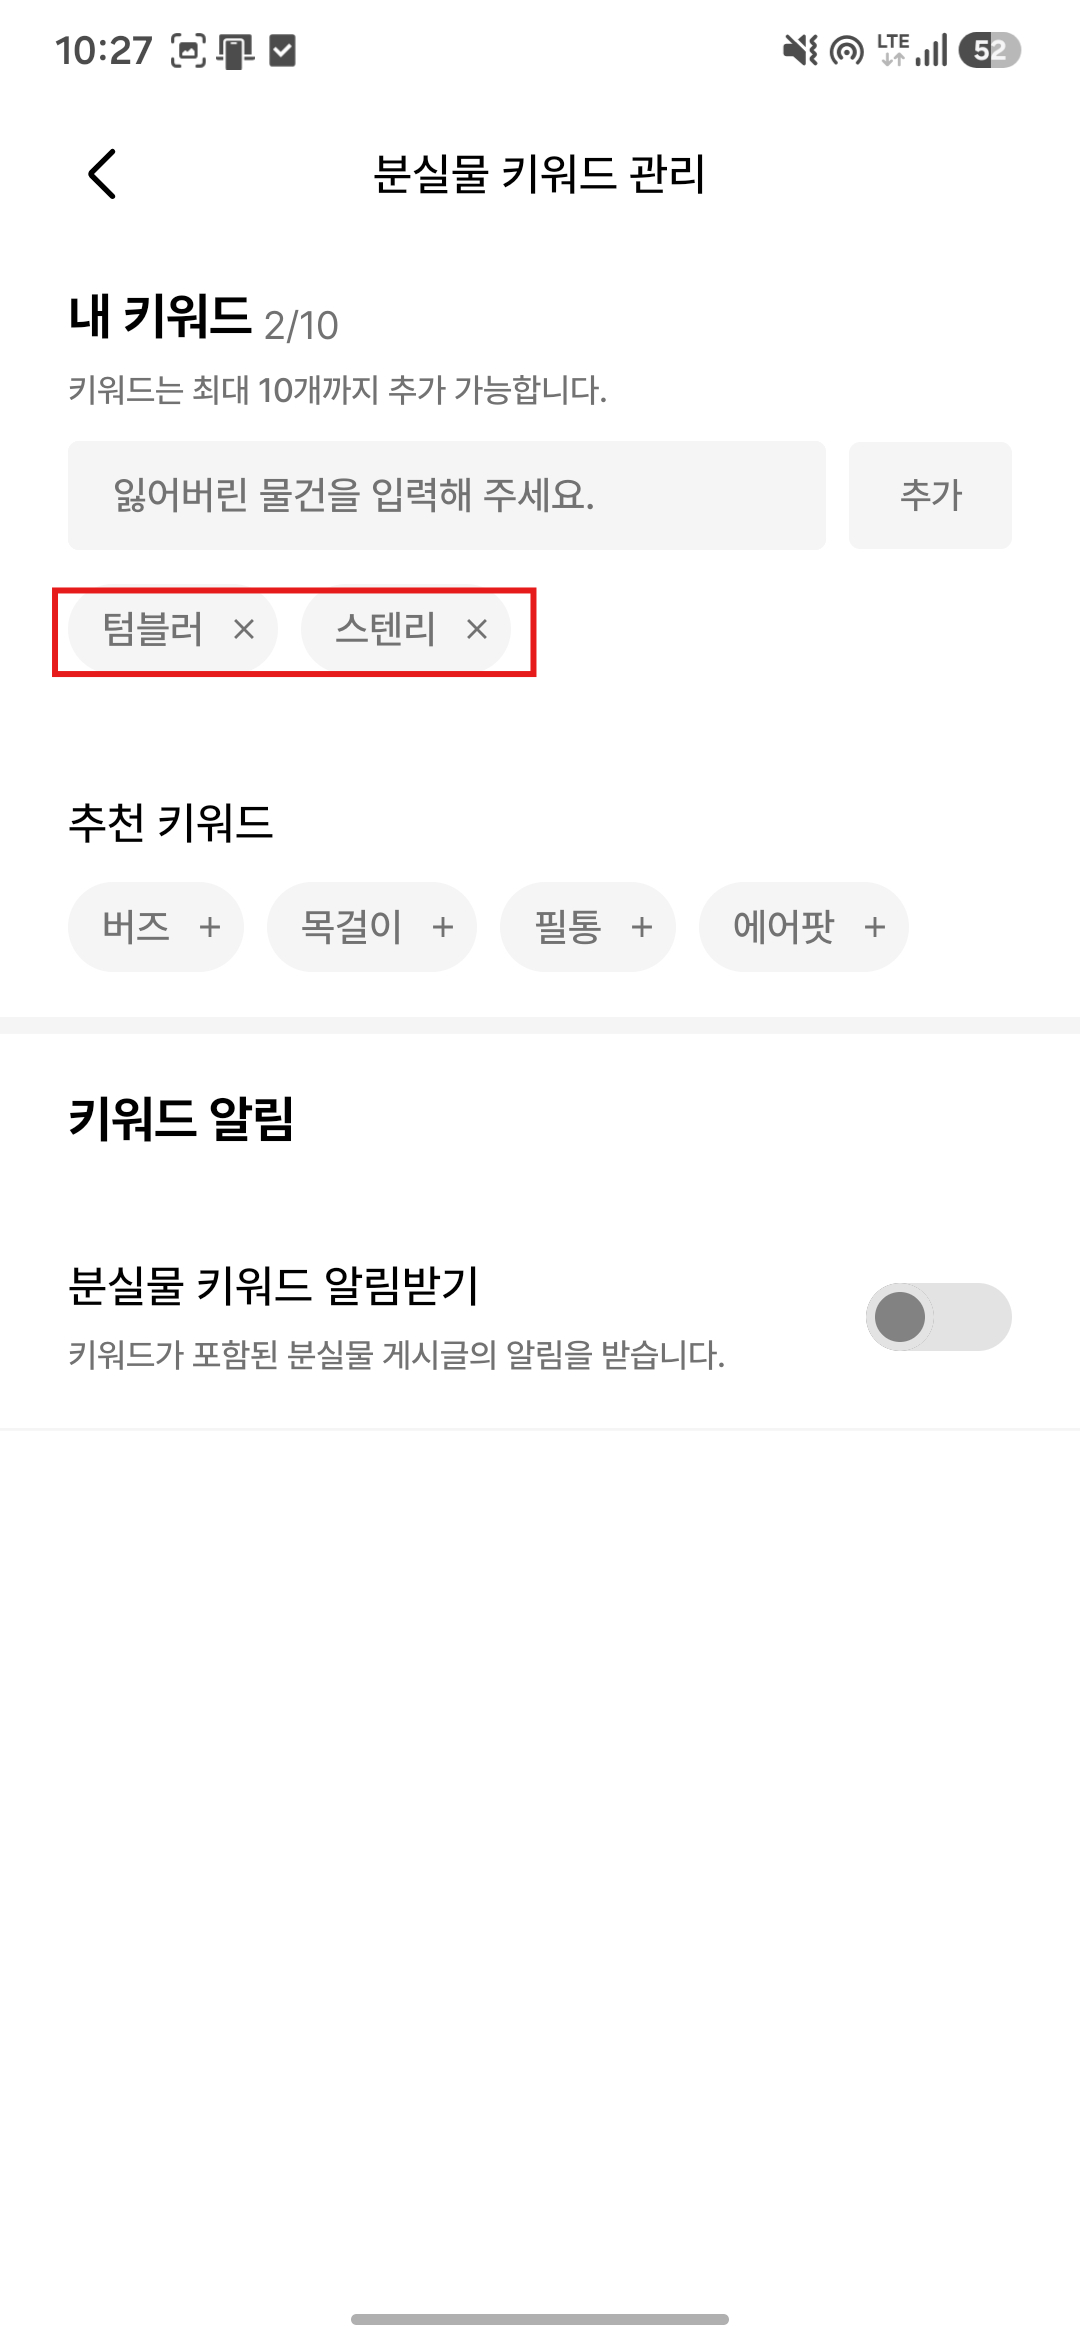 10:27 LTE 52
분실물 키워드 관리
내 키워드 2/10
키워드는 최대 10개까지 추가 가능합니다.
잃어버린 물건을 입력해 주세요. 추가
텀블러 × 스텐리 ×
추천 키워드
버즈 + 목걸이 + 필통 + 에어팟 +
키워드 알림
분실물 키워드 알림받기
키워드가 포함된 분실물 게시글의 알림을 받습니다.